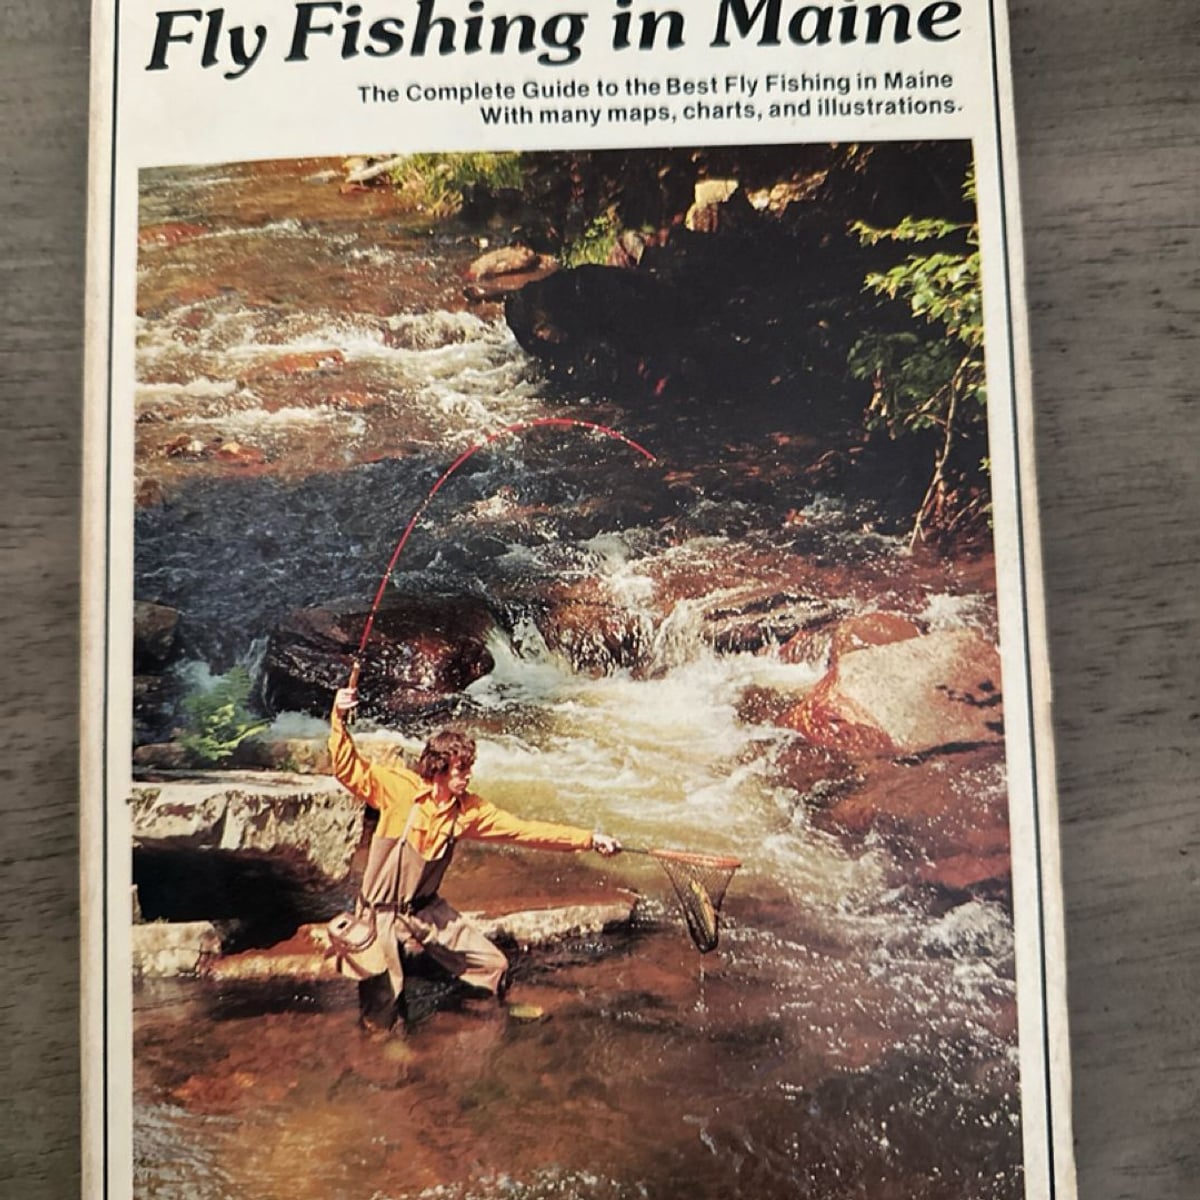 Fly Fishing in Maine
The Complete Guide to the Best Fly Fishing in Maine
With many maps, charts, and illustrations.